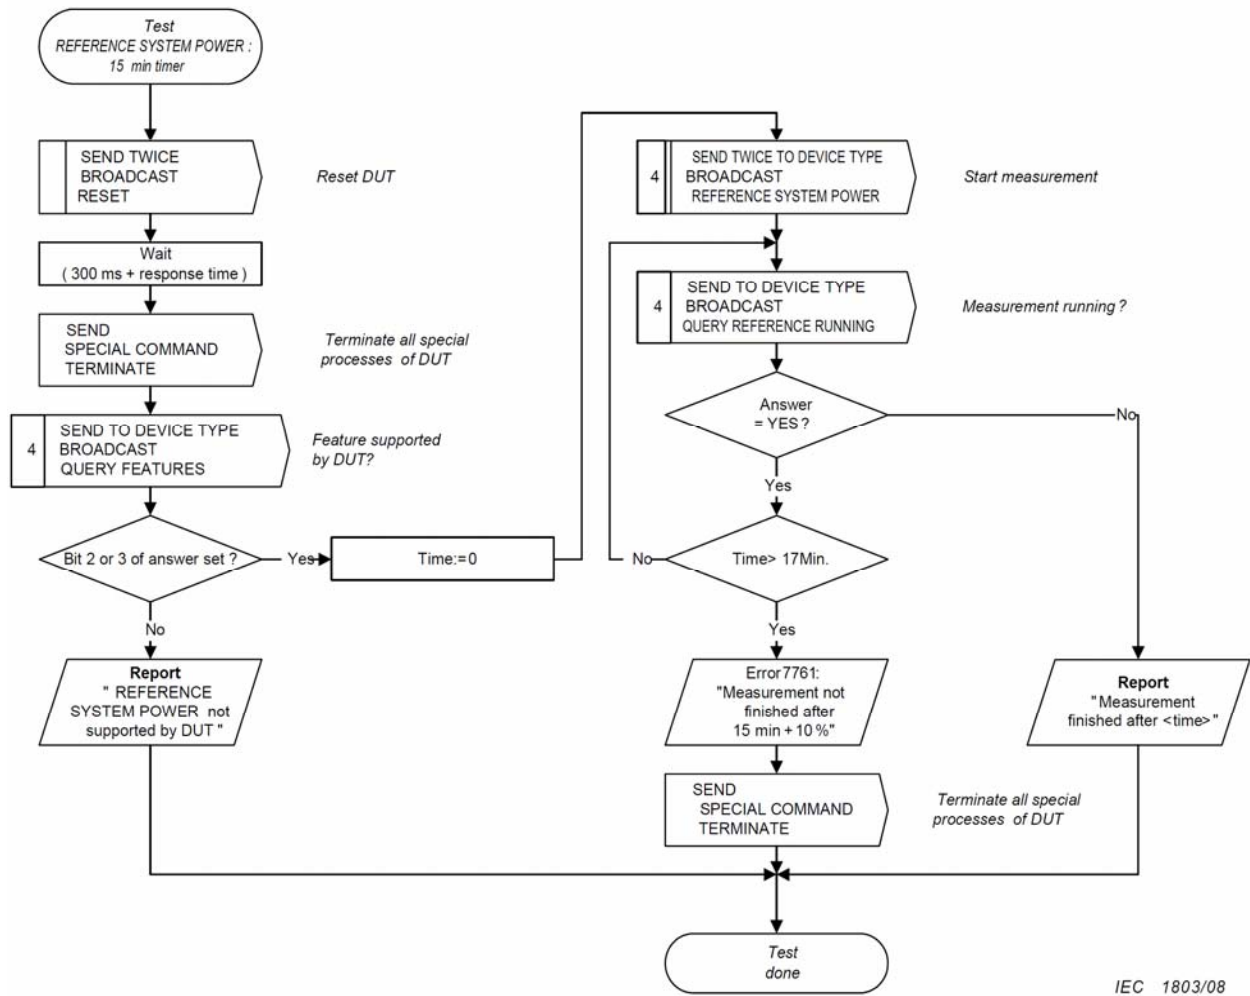 Test
REFERENCE SYSTEM POWER :
15 min timer
SEND TWICE
BROADCAST
RESET
Reset DUT
Wait
( 300 ms + response time )
SEND
SPECIAL COMMAND
TERMINATE
Terminate all special
processes of DUT
4
SEND TO DEVICE TYPE
BROADCAST
QUERY FEATURES
Feature supported
by DUT?
Bit 2 or 3 of answer set ?
Yes
Time:=0
No
Report
" REFERENCE
SYSTEM POWER not
supported by DUT "
4
SEND TWICE TO DEVICE TYPE
BROADCAST
REFERENCE SYSTEM POWER
Start measurement
4
SEND TO DEVICE TYPE
BROADCAST
QUERY REFERENCE RUNNING
Measurement running ?
Answer
= YES ?
No
Yes
Time> 17Min.
No
Yes
Error7761:
"Measurement not
finished after
15 min + 10 %"
Report
"Measurement
finished after <time>"
SEND
SPECIAL COMMAND
TERMINATE
Terminate all special
processes of DUT
Test
done
IEC 1803/08